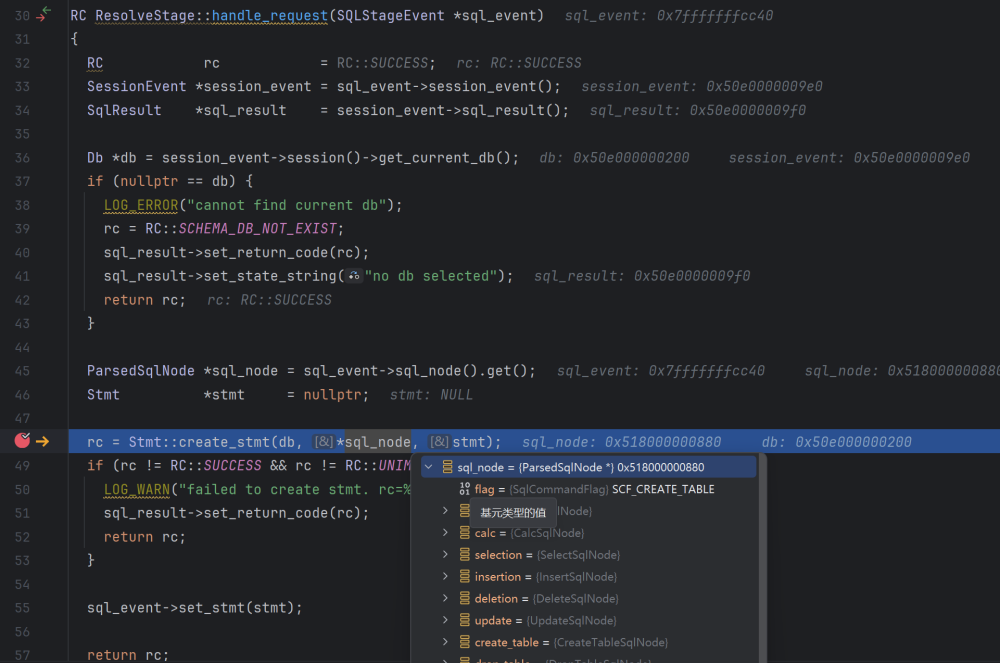 30 RC ResolveStage::handle_request(SQLStageEvent *sql_event) sql_event: 0x7fffffffcc40
31 {
32 RC rc = RC::SUCCESS; rc: RC::SUCCESS
33 SessionEvent *session_event = sql_event->session_event(); session_event: 0x50e0000009e0
34 SqlResult *sql_result = session_event->sql_result(); sql_result: 0x50e0000009f0
35
36 Db *db = session_event->session()->get_current_db(); db: 0x50e000000200 session_event: 0x50e0000009e0
37 if (nullptr == db) {
38 LOG_ERROR("cannot find current db");
39 rc = RC::SCHEMA_DB_NOT_EXIST;
40 sql_result->set_return_code(rc);
41 sql_result->set_state_string("no db selected"); sql_result: 0x50e0000009f0
42 return rc; rc: RC::SUCCESS
43 }
44
45 ParsedSqlNode *sql_node = sql_event->sql_node().get(); sql_event: 0x7fffffffcc40 sql_node: 0x518000000880
46 Stmt *stmt = nullptr; stmt: NULL
47
rc = Stmt::create_stmt(db, [&]*sql_node, [&]stmt); sql_node: 0x518000000880 db: 0x50e000000200
49 if (rc != RC::SUCCESS && rc != RC::UNIM
sql_node = {ParsedSqlNode *} 0x518000000880
50 LOG_WARN("failed to create stmt. rc=%
flag = {SqlCommandFlag} SCF_CREATE_TABLE
51 sql_result->set_return_code(rc);
基元类型的值 lNode}
52 return rc;
calc = {CalcSqlNode}
53 }
selection = {SelectSqlNode}
54
insertion = {InsertSqlNode}
55 sql_event->set_stmt(stmt);
deletion = {DeleteSqlNode}
56
update = {UpdateSqlNode}
57 return rc;
create_table = {CreateTableSqlNode}